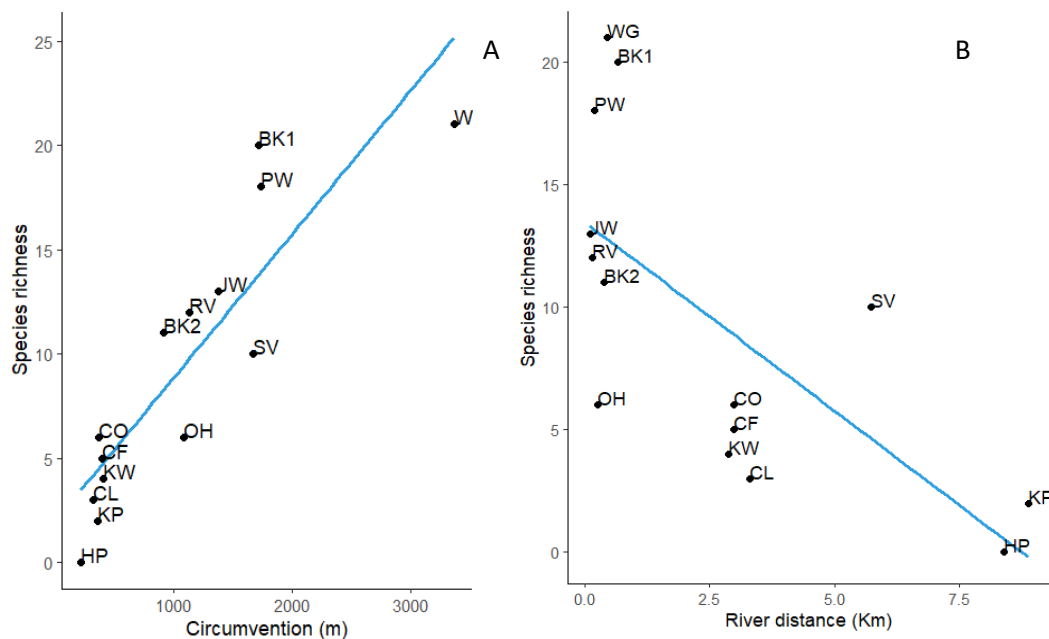 A
25
20
15
10
5
0
Species richness
W
BK1
PW
JW
RV
BK2
SV
CO
OH
CF
KW
CL
KP
HP
1000
2000
3000
Circumvention (m)
B
20
15
10
5
0
Species richness
WG
BK1
PW
JW
RV
BK2
SV
OH
CO
CF
KW
CL
KP
HP
0.0
2.5
5.0
7.5
River distance (Km)